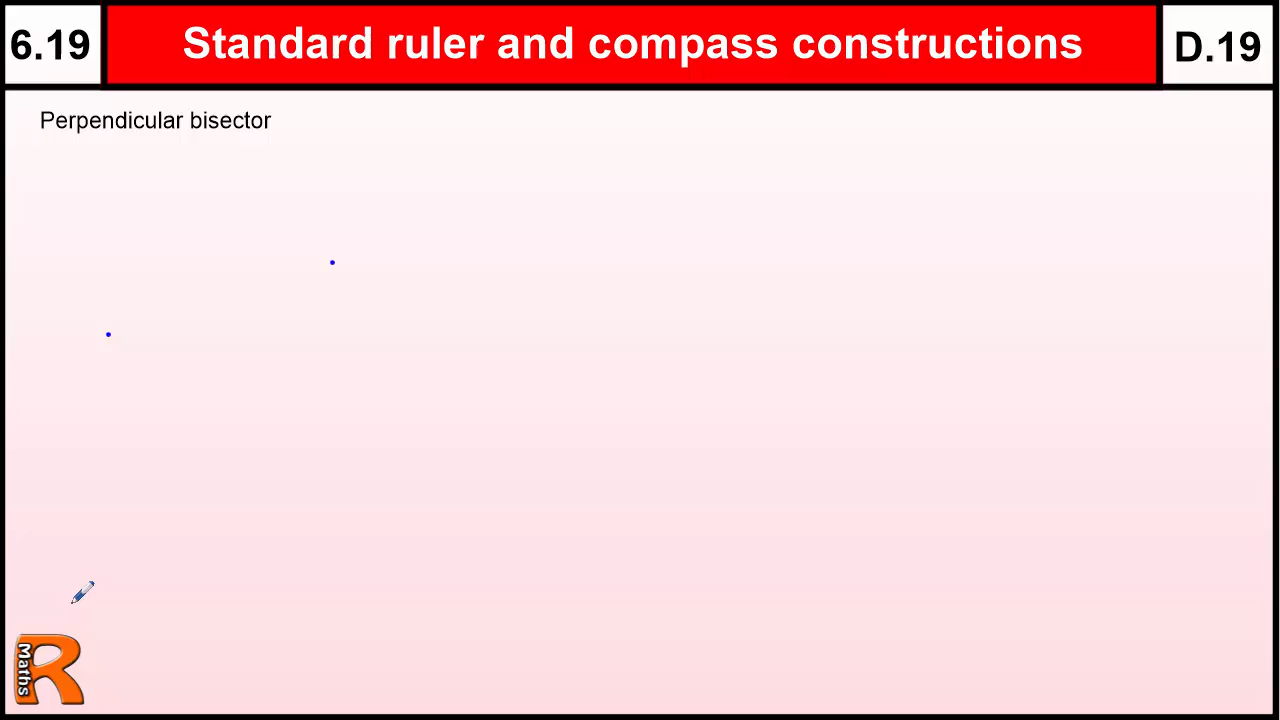 6.19
Standard ruler and compass constructions
D.19
Perpendicular bisector
R
Maths